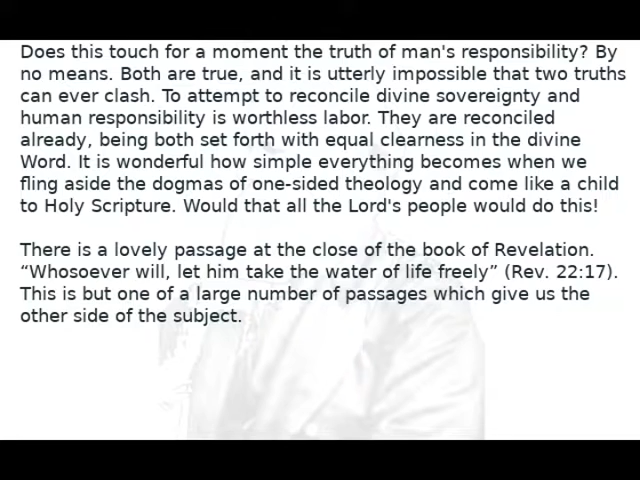 Does this touch for a moment the truth of man's responsibility? By
no means. Both are true, and it is utterly impossible that two truths
can ever clash. To attempt to reconcile divine sovereignty and
human responsibility is worthless labor. They are reconciled
already, being both set forth with equal clearness in the divine
Word. It is wonderful how simple everything becomes when we
fling aside the dogmas of one-sided theology and come like a child
to Holy Scripture. Would that all the Lord's people would do this!
There is a lovely passage at the close of the book of Revelation.
“Whosoever will, let him take the water of life freely” (Rev. 22:17).
This is but one of a large number of passages which give us the
other side of the subject.